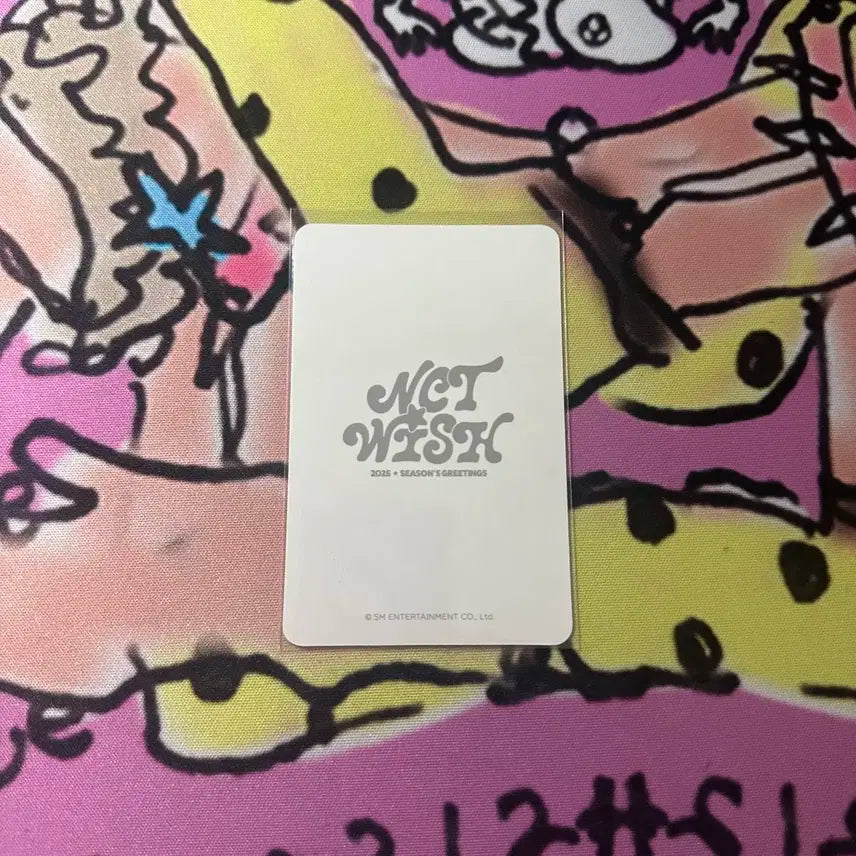 NCT
WISH
2025 ★ SEASON'S GREETINGS
© SM ENTERTAINMENT CO., Ltd.